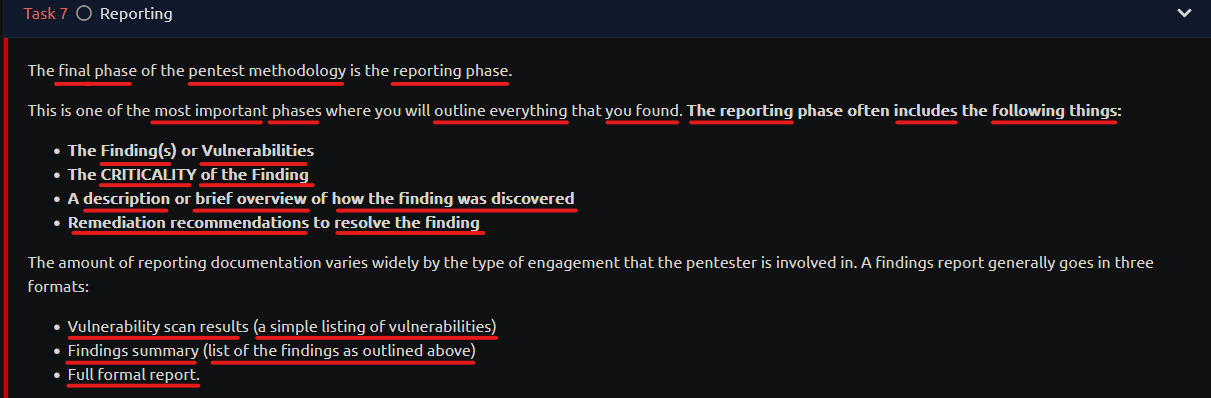 Task 7 Reporting
The final phase of the pentest methodology is the reporting phase.
This is one of the most important phases where you will outline everything that you found. The reporting phase often includes the following things:
• The Finding(s) or Vulnerabilities
• The CRITICALITY of the Finding
• A description or brief overview of how the finding was discovered
• Remediation recommendations to resolve the finding
The amount of reporting documentation varies widely by the type of engagement that the pentester is involved in. A findings report generally goes in three
formats:
• Vulnerability scan results (a simple listing of vulnerabilities)
• Findings summary (list of the findings as outlined above)
• Full formal report.